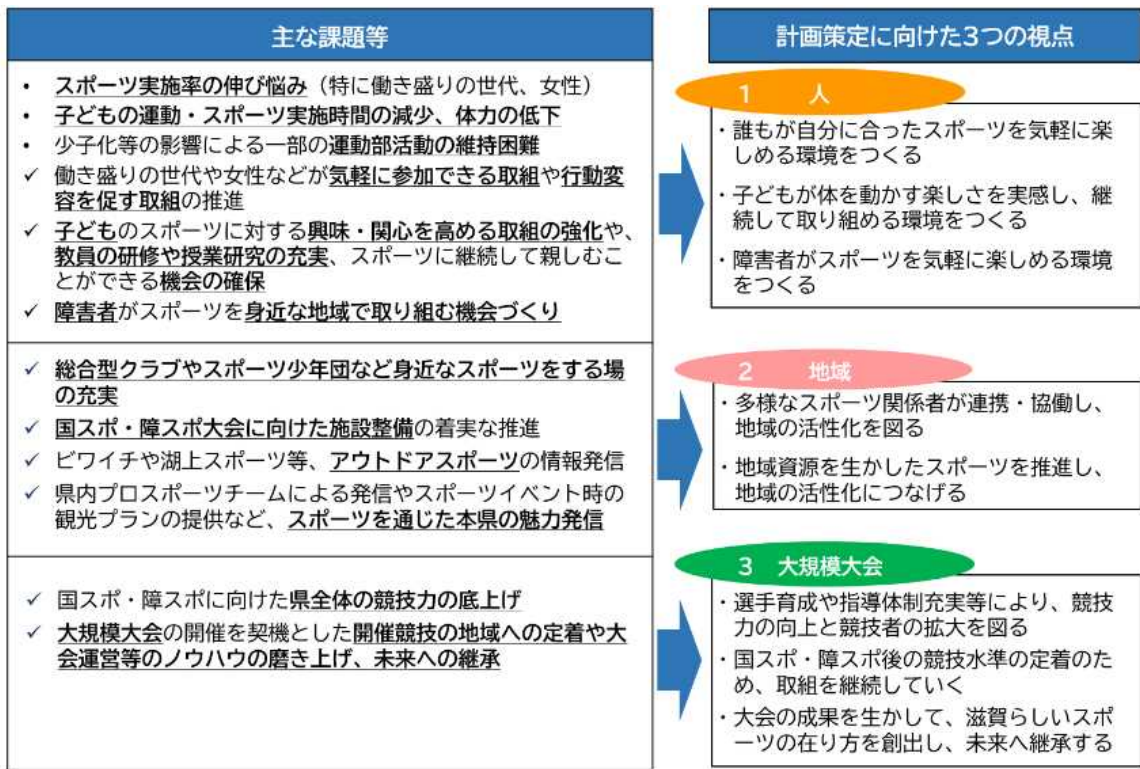 主な課題等
• スポーツ実施率の伸び悩み（特に働き盛りの世代、女性）
• 子どもの運動・スポーツ実施時間の減少、体力の低下
• 少子化等の影響による一部の運動部活動の維持困難
✓ 働き盛りの世代や女性などが気軽に参加できる取組や行動変
容を促す取組の推進
✓ 子どものスポーツに対する興味・関心を高める取組の強化や、
教員の研修や授業研究の充実、スポーツに継続して親しむこ
とができる機会の確保
✓ 障害者がスポーツを身近な地域で取り組む機会づくり
✓ 総合型クラブやスポーツ少年団など身近なスポーツをする場
の充実
✓ 国スポ・障スポ大会に向けた施設整備の着実な推進
✓ ビワイチや湖上スポーツ等、アウトドアスポーツの情報発信
✓ 県内プロスポーツチームによる発信やスポーツイベント時の
観光プランの提供など、スポーツを通じた本県の魅力発信
✓ 国スポ・障スポに向けた県全体の競技力の底上げ
✓ 大規模大会の開催を契機とした開催競技の地域への定着や大
会運営等のノウハウの磨き上げ、未来への継承
計画策定に向けた3つの視点
1 人
・誰もが自分に合ったスポーツを気軽に楽
しめる環境をつくる
・子どもが体を動かす楽しさを実感し、継
続して取り組める環境をつくる
・障害者がスポーツを気軽に楽しめる環境
をつくる
2 地域
・多様なスポーツ関係者が連携・協働し、
地域の活性化を図る
・地域資源を生かしたスポーツを推進し、
地域の活性化につなげる
3 大規模大会
・選手育成や指導体制充実等により、競技
力の向上と競技者の拡大を図る
・国スポ・障スポ後の競技水準の定着のた
め、取組を継続していく
・大会の成果を生かして、滋賀らしいスポ
ーツの在り方を創出し、未来へ継承する